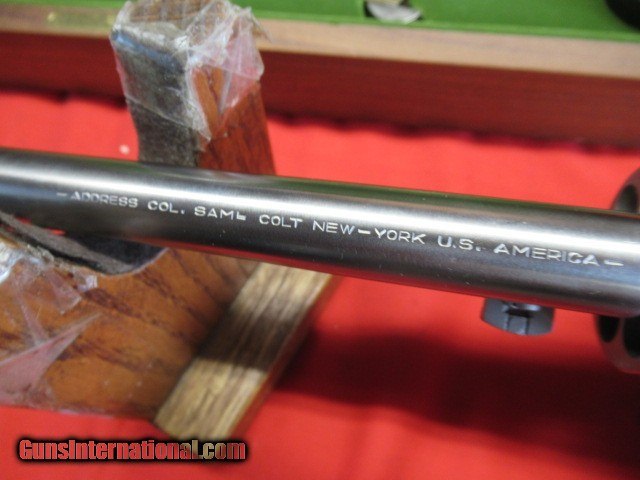 -ADDRESS COL. SAML COLT NEW-YORK U.S. AMERICA-
GunsInternational.com